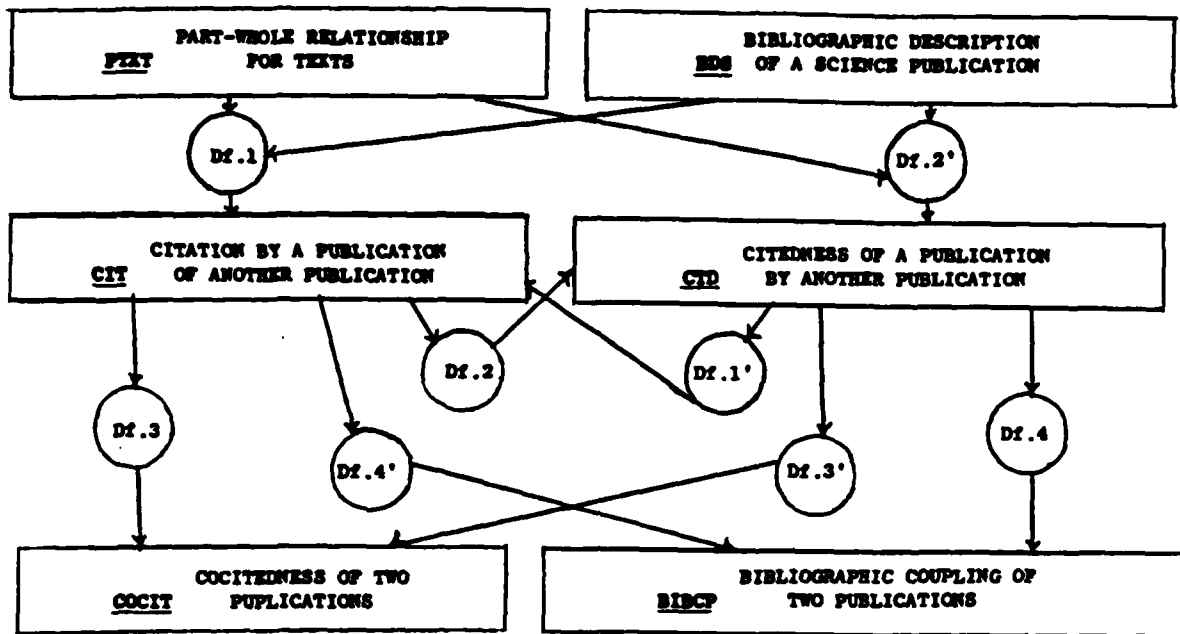 PART-WHOLE RELATIONSHIP
PTXT FOR TEXTS
BIBLIOGRAPHIC DESCRIPTION
BDS OF A SCIENCE PUBLICATION
Df.1
Df.2'
CITATION BY A PUBLICATION
CIT OF ANOTHER PUBLICATION
CITEDNESS OF A PUBLICATION
CTD BY ANOTHER PUBLICATION
Df.2
Df.1'
Df.3
Df.4'
Df.3'
Df.4
COCITEDNESS OF TWO
COCIT PUPLICATIONS
BIBLIOGRAPHIC COUPLING OF
BIBCP TWO PUBLICATIONS